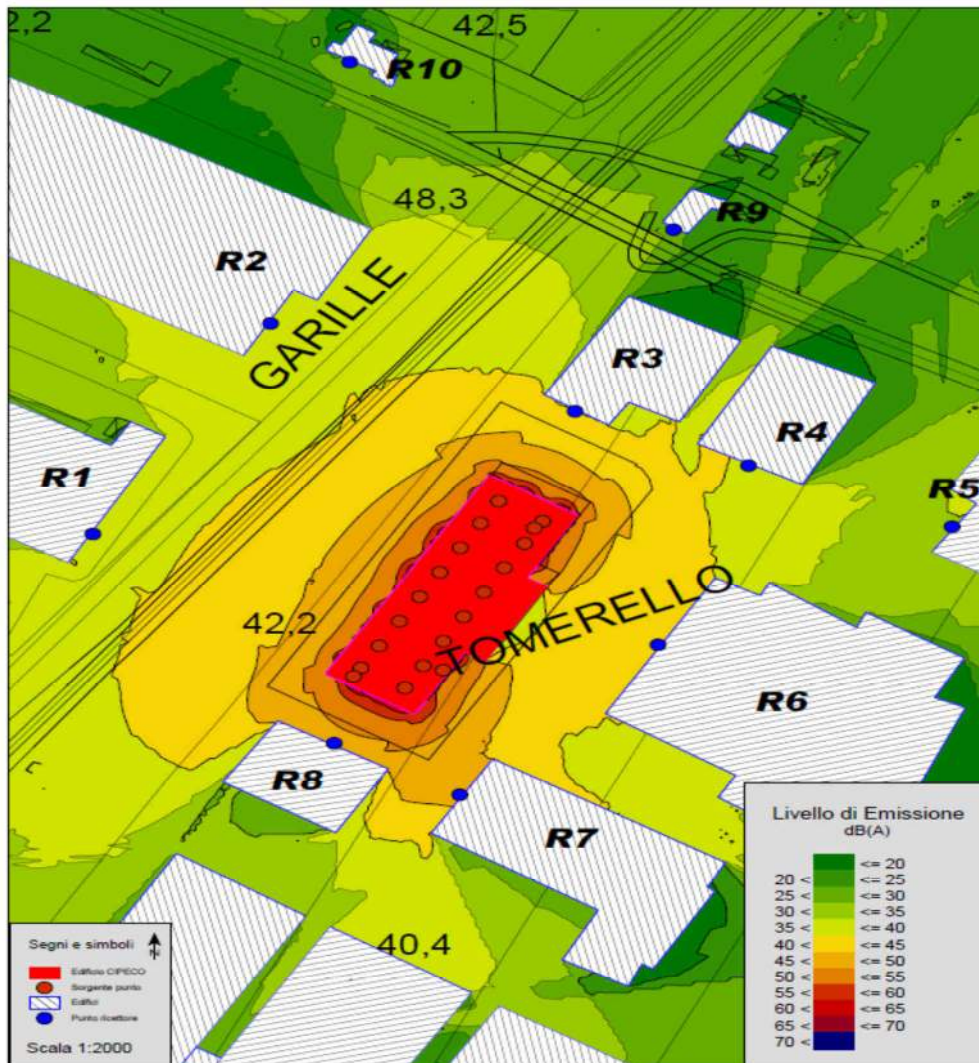 2,2
42,5
R10
R9
48,3
R2
GARILLE
R3
R4
R1
R5
42,2
TOMERELLO
R6
R8
R7
40,4
Segni e simboli
N
Edificio CIPECO
Sorgente punto
Edifici
Punto ricettore
Scala 1:2000
Livello di Emissione
dB(A)
<= 20
20 < <= 25
25 < <= 30
30 < <= 35
35 < <= 40
40 < <= 45
45 < <= 50
50 < <= 55
55 < <= 60
60 < <= 65
65 < <= 70
70 <